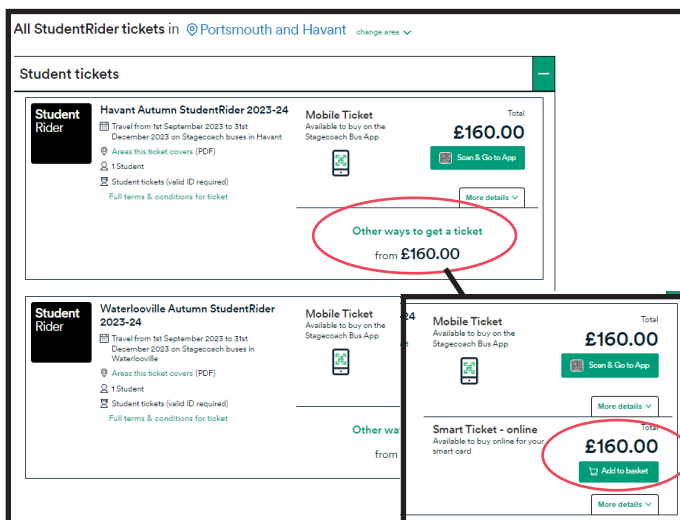 All StudentRider tickets in Portsmouth and Havant change area
Student tickets
Student
Rider
Havant Autumn StudentRider 2023-24
Travel from 1st September 2023 to 31st
December 2023 on Stagecoach buses in Havant
Areas this ticket covers (PDF)
1 Student
Student tickets (valid ID required)
Full terms & conditions for ticket
Mobile Ticket
Available to buy on the
Stagecoach Bus App
Total
£160.00
Scan & Go to App
More details
Other ways to get a ticket
from £160.00
Student
Rider
Waterlooville Autumn StudentRider
2023-24
Travel from 1st September 2023 to 31st
December 2023 on Stagecoach buses in
Waterlooville
Areas this ticket covers (PDF)
1 Student
Student tickets (valid ID required)
Full terms & conditions for ticket
Mobile Ticket
Available to buy on the
Stagecoach Bus App
Other wa
from
24
Mobile Ticket
Available to buy on the
Stagecoach Bus App
Total
£160.00
Scan & Go to App
More details
Smart Ticket - online
Available to buy online for your
smart card
Total
£160.00
Add to basket
More details